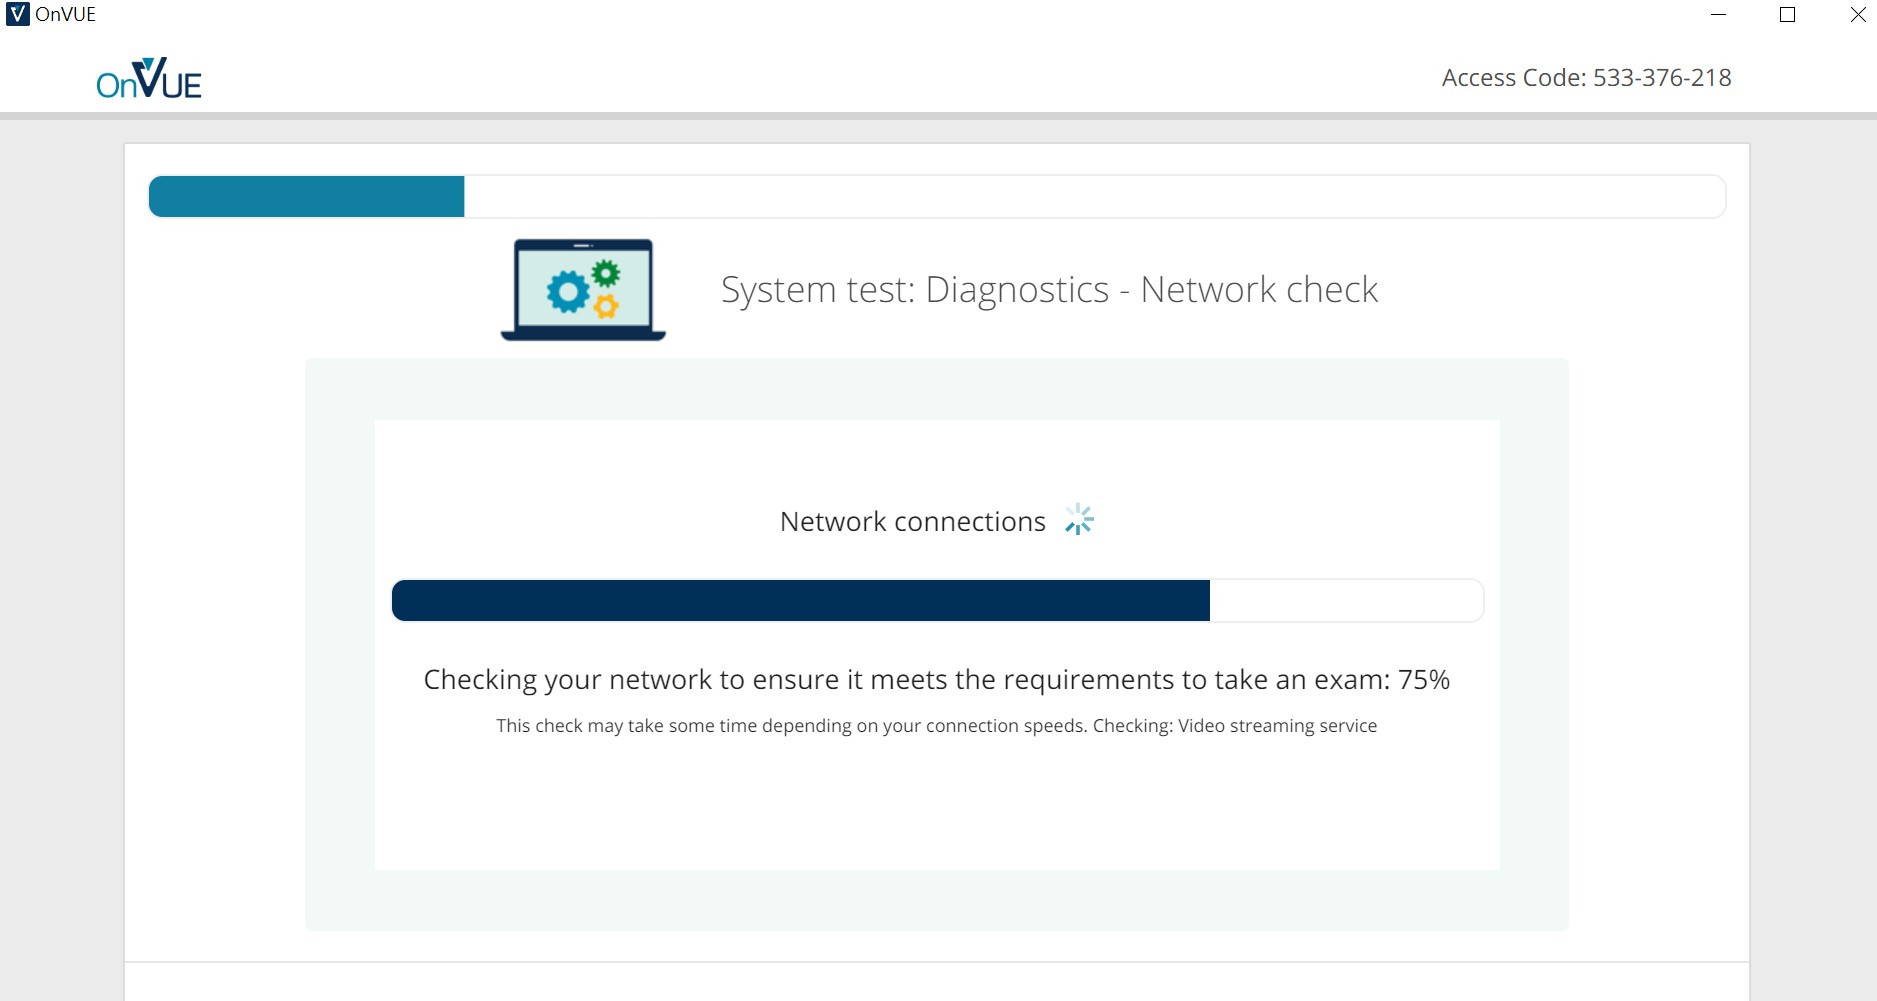 OnVUE
OnVUE
Access Code: 533-376-218
System test: Diagnostics - Network check
Network connections
Checking your network to ensure it meets the requirements to take an exam: 75%
This check may take some time depending on your connection speeds. Checking: Video streaming service